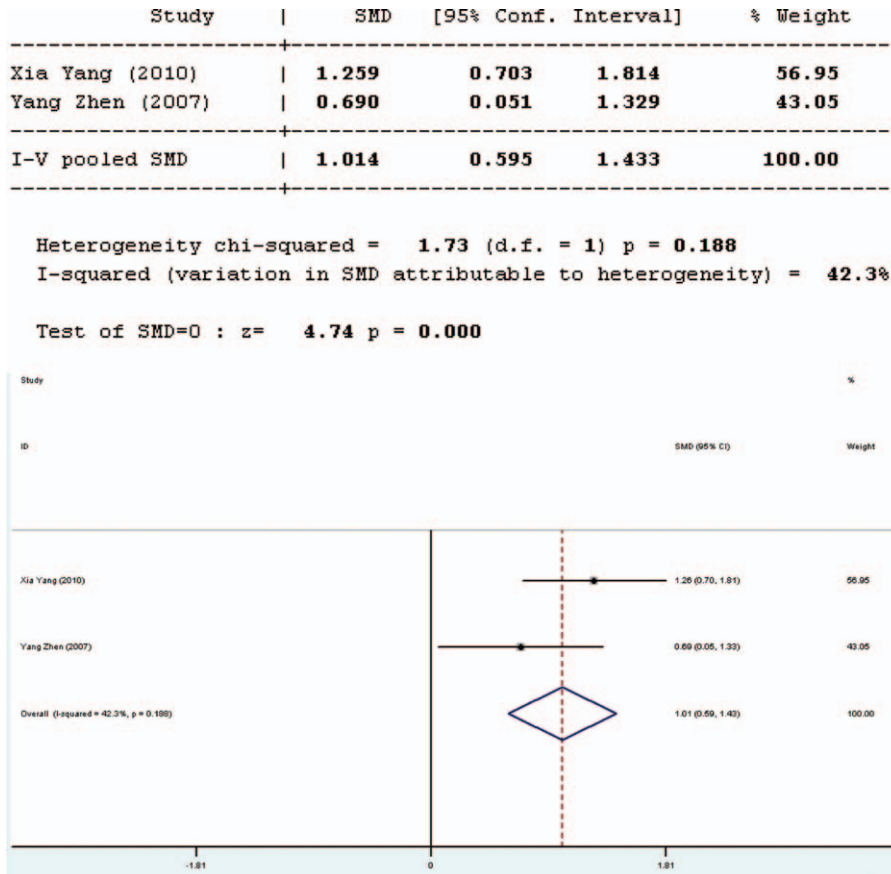 Study | SMD [95% Conf. Interval] % Weight
Xia Yang (2010) | 1.259 0.703 1.814 56.95
Yang Zhen (2007) | 0.690 0.051 1.329 43.05
I-V pooled SMD | 1.014 0.595 1.433 100.00
Heterogeneity chi-squared = 1.73 (d.f. = 1) p = 0.188
I-squared (variation in SMD attributable to heterogeneity) = 42.3%
Test of SMD=0 : z= 4.74 p = 0.000
Study %
ID SMD (95% CI) Weight
Xia Yang (2010) 1.26 (0.70, 1.81) 56.95
Yang Zhen (2007) 0.69 (0.05, 1.33) 43.05
Overall (I-squared = 42.3%, p = 0.188) 1.01 (0.59, 1.43) 100.00
-1.81 0 1.81